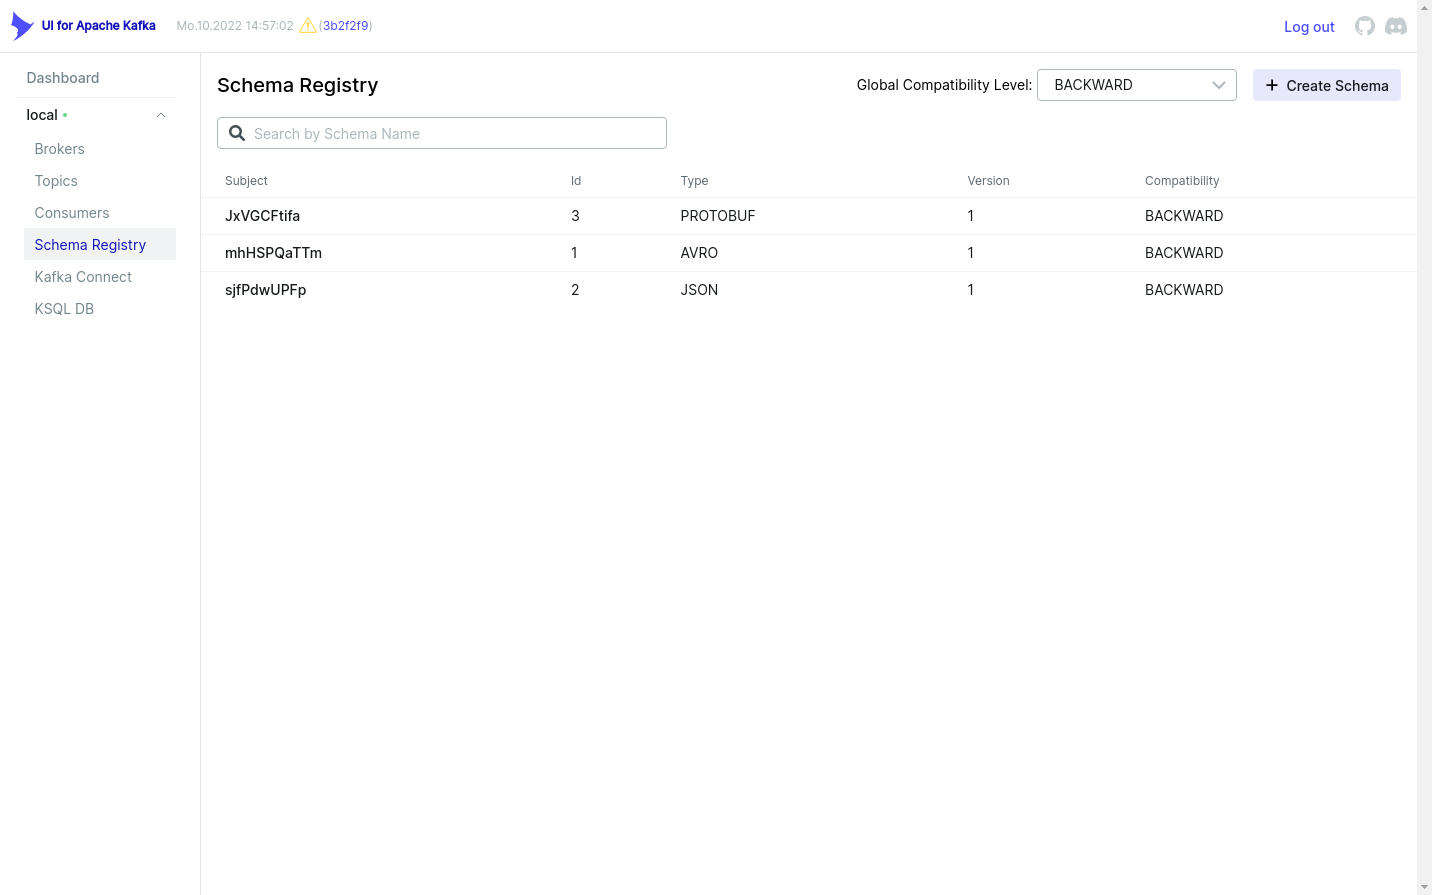 UI for Apache Kafka Mo.10.2022 14:57:02 (3b2f2f9) Log out
Dashboard
local
Brokers
Topics
Consumers
Schema Registry
Kafka Connect
KSQL DB
Schema Registry Global Compatibility Level: BACKWARD Create Schema
Search by Schema Name
Subject Id Type Version Compatibility
JxVGCFtifa 3 PROTOBUF 1 BACKWARD
mhHSPQaTTm 1 AVRO 1 BACKWARD
sjfPdwUPFp 2 JSON 1 BACKWARD